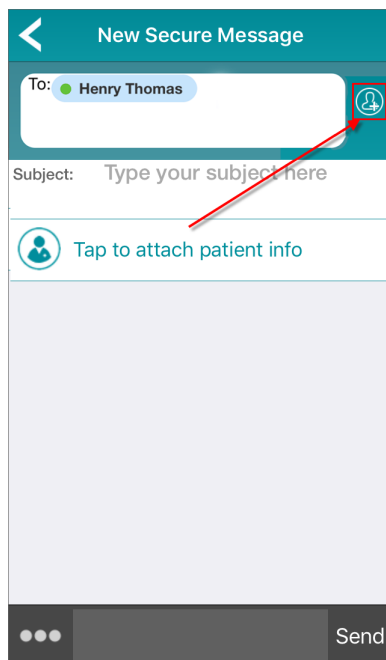 New Secure Message
To: Henry Thomas
Subject: Type your subject here
Tap to attach patient info
Send